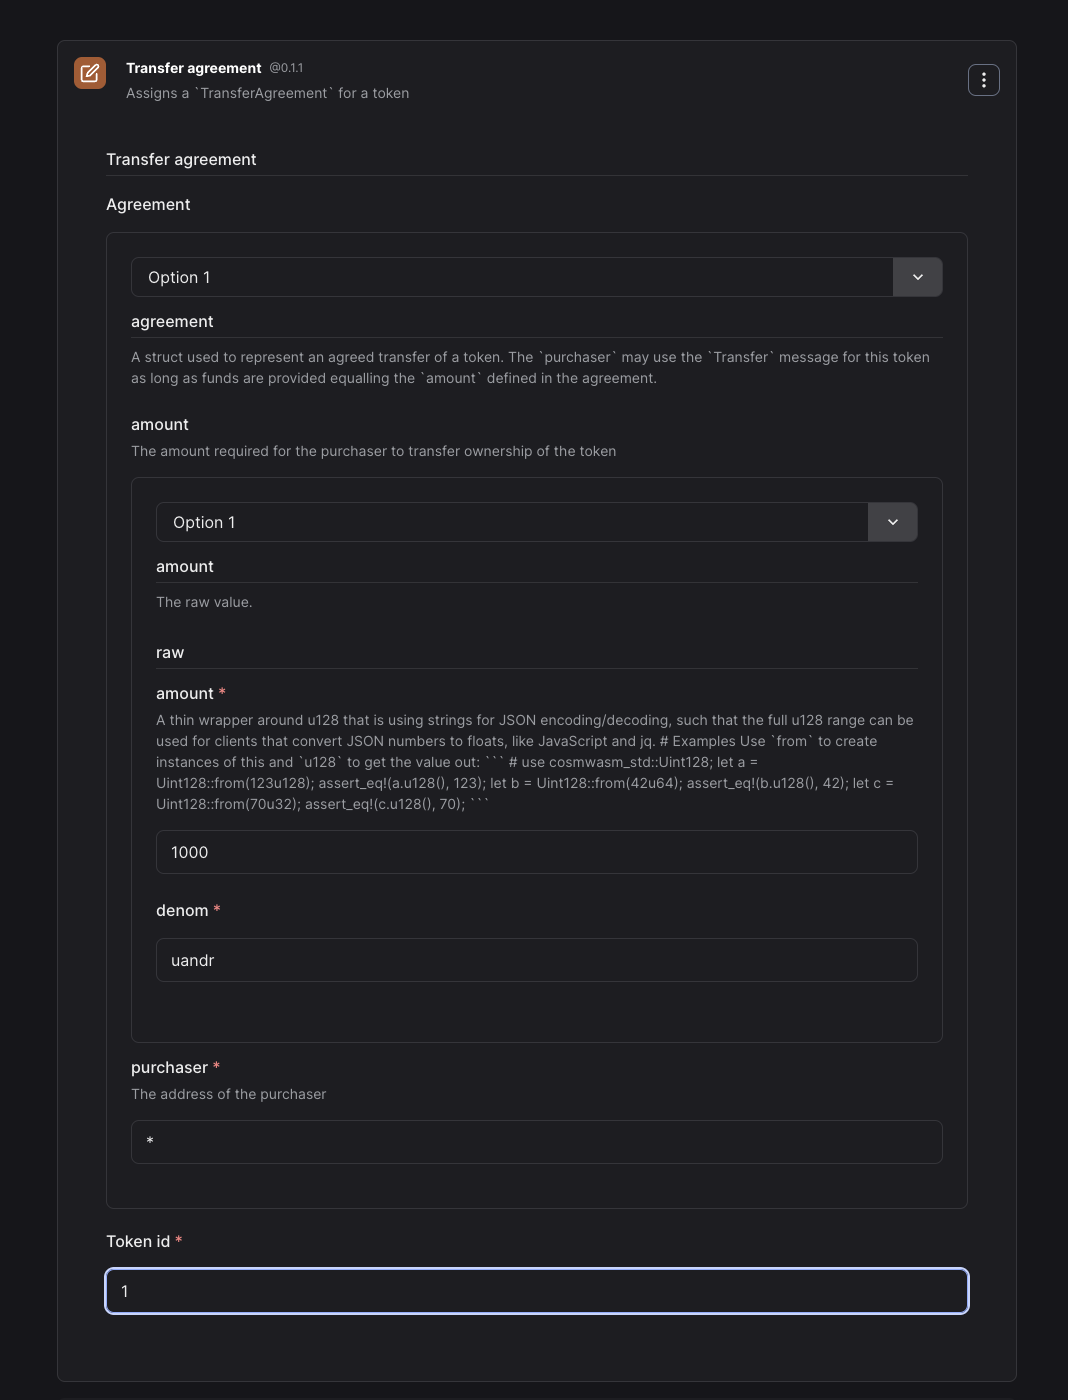 Transfer agreement @0.1.1
Assigns a `TransferAgreement` for a token
Transfer agreement
Agreement
Option 1
agreement
A struct used to represent an agreed transfer of a token. The `purchaser` may use the `Transfer` message for this token
as long as funds are provided equalling the `amount` defined in the agreement.
amount
The amount required for the purchaser to transfer ownership of the token
Option 1
amount
The raw value.
raw
amount *
A thin wrapper around u128 that is using strings for JSON encoding/decoding, such that the full u128 range can be
used for clients that convert JSON numbers to floats, like JavaScript and jq. # Examples Use `from` to create
instances of this and `u128` to get the value out: ``` # use cosmwasm_std::Uint128; let a =
Uint128::from(123u128); assert_eq!(a.u128(), 123); let b = Uint128::from(42u64); assert_eq!(b.u128(), 42); let c =
Uint128::from(70u32); assert_eq!(c.u128(), 70); ```
1000
denom *
uandr
purchaser *
The address of the purchaser
*
Token id *
1